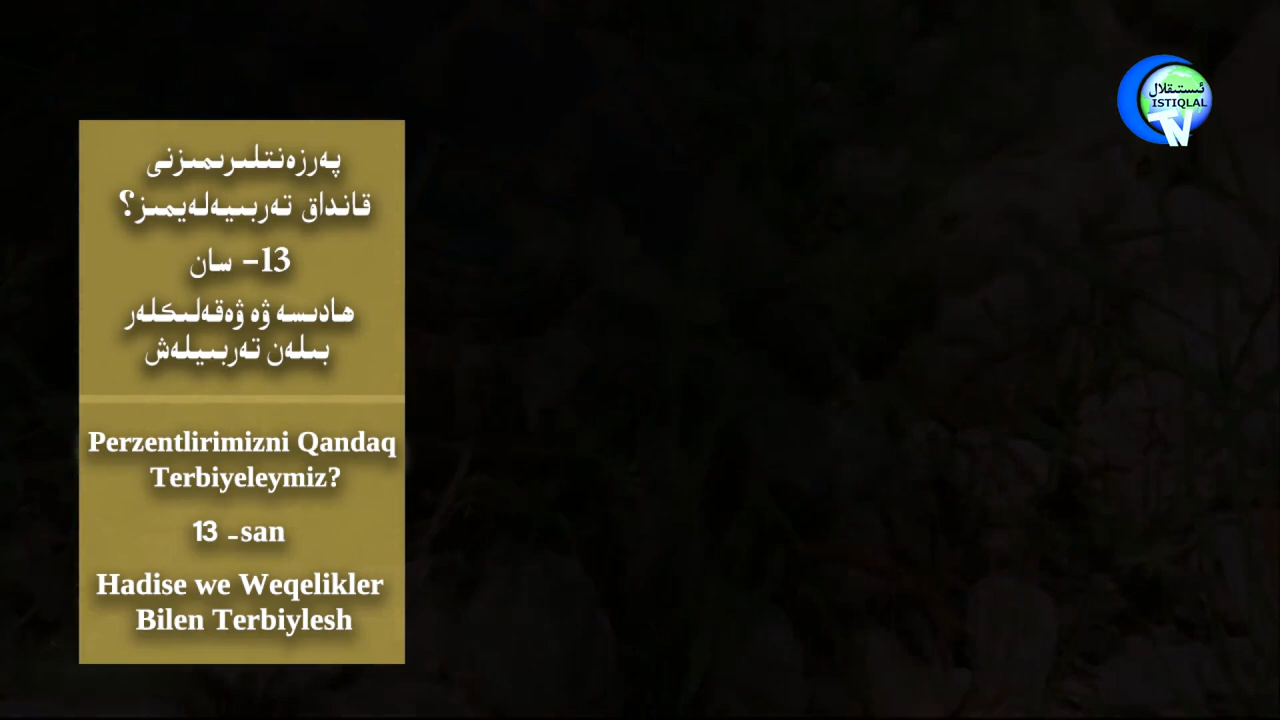 پەرزەنتلىرىمىزنى
قانداق تەربىيەلەيمىز؟
13- سان
ھادىسە ۋە ۋەقەلىكلەر
بىلەن تەربىيلەش
Perzentlirimizni Qandaq
Terbiyeleymiz?
13 -san
Hadise we Weqelikler
Bilen Terbiylesh
ئىستىقلال
ISTIQLAL
TV